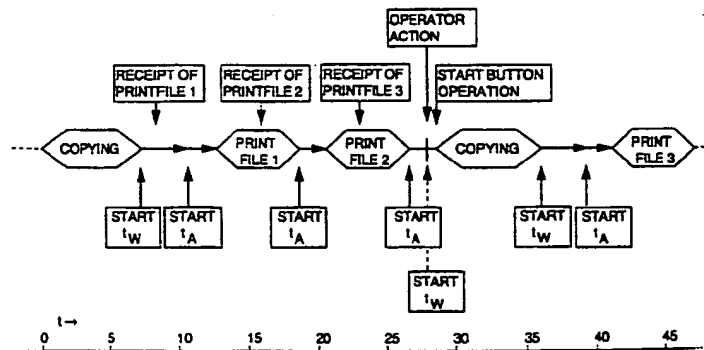 OPERATOR
ACTION
RECEIPT OF
PRINTFILE 1
RECEIPT OF
PRINTFILE 2
RECEIPT OF
PRINTFILE 3
START BUTTON
OPERATION
COPYING
PRINT
FILE 1
PRINT
FILE 2
COPYING
PRINT
FILE 3
START
tW
START
tA
START
tA
START
tA
START
tW
START
tA
START
tW
t→
0 5 10 15 20 25 30 35 40 45